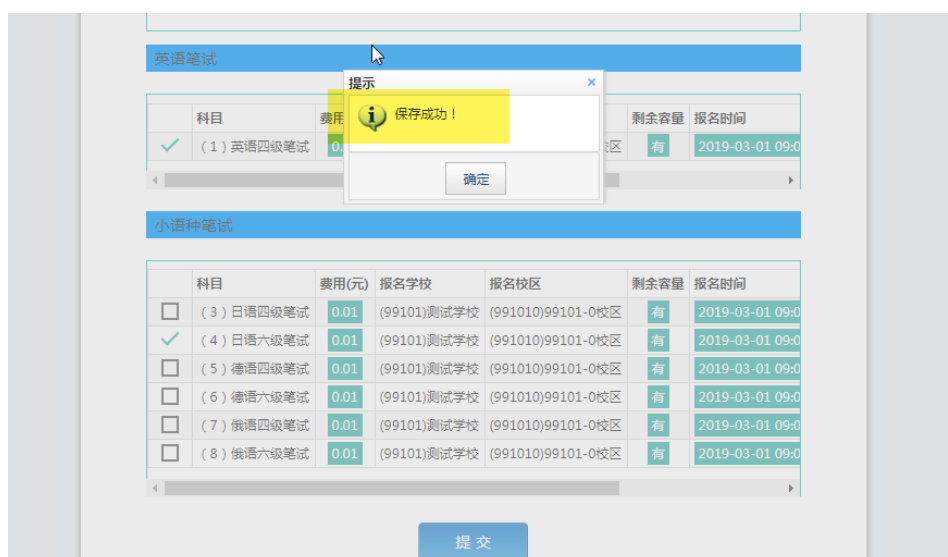 英语笔试
提示 ×
保存成功！
确定
科目 费用 剩余容量 报名时间
（1）英语四级笔试 0. 校区 有 2019-03-01 09:0
小语种笔试
科目 费用(元) 报名学校 报名校区 剩余容量 报名时间
（3）日语四级笔试 0.01 (99101)测试学校 (991010)99101-0校区 有 2019-03-01 09:0
（4）日语六级笔试 0.01 (99101)测试学校 (991010)99101-0校区 有 2019-03-01 09:0
（5）德语四级笔试 0.01 (99101)测试学校 (991010)99101-0校区 有 2019-03-01 09:0
（6）德语六级笔试 0.01 (99101)测试学校 (991010)99101-0校区 有 2019-03-01 09:0
（7）俄语四级笔试 0.01 (99101)测试学校 (991010)99101-0校区 有 2019-03-01 09:0
（8）俄语六级笔试 0.01 (99101)测试学校 (991010)99101-0校区 有 2019-03-01 09:0
提 交